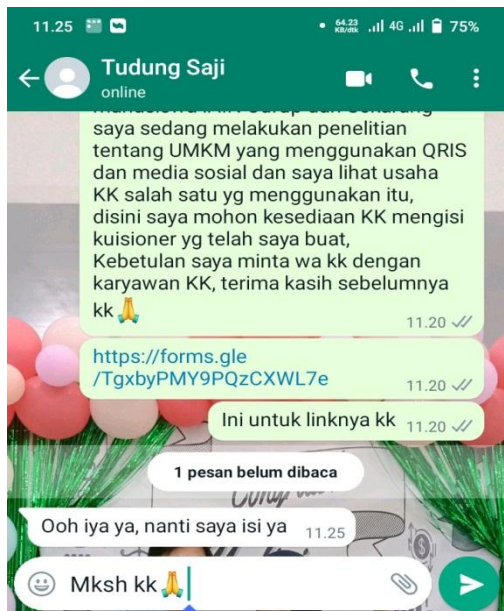 11.25
64.23 KB/dtk 4G 75%
Tudung Saji
online
saya sedang melakukan penelitian
tentang UMKM yang menggunakan QRIS
dan media sosial dan saya lihat usaha
KK salah satu yg menggunakan itu,
disini saya mohon kesediaan KK mengisi
kuisioner yg telah saya buat,
Kebetulan saya minta wa kk dengan
karyawan KK, terima kasih sebelumnya
kk🙏
11.20
https://forms.gle
/TgxbyPMY9PQzCXWL7e
11.20
Ini untuk linknya kk 11.20
1 pesan belum dibaca
Ooh iya ya, nanti saya isi ya 11.25
Mksh kk🙏